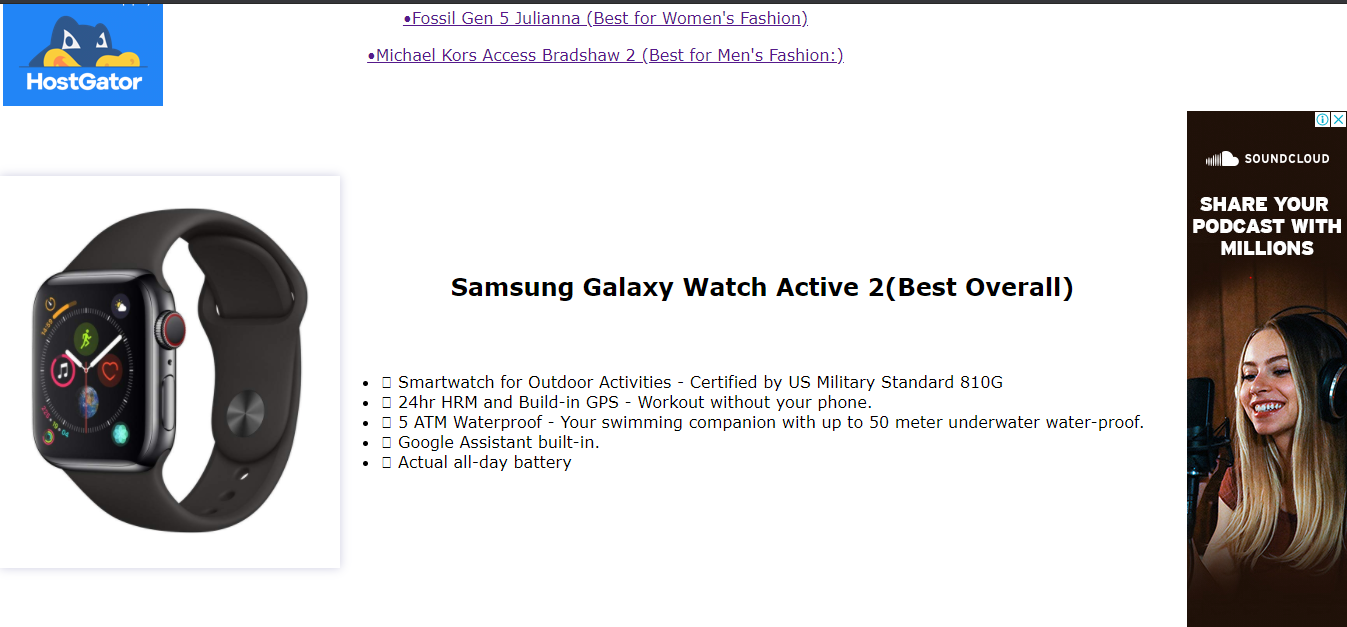 •Fossil Gen 5 Julianna (Best for Women's Fashion)
•Michael Kors Access Bradshaw 2 (Best for Men's Fashion:)
HostGator
SOUNDCLOUD
SHARE YOUR
PODCAST WITH
MILLIONS
Samsung Galaxy Watch Active 2(Best Overall)
• Smartwatch for Outdoor Activities - Certified by US Military Standard 810G
• 24hr HRM and Build-in GPS - Workout without your phone.
• 5 ATM Waterproof - Your swimming companion with up to 50 meter underwater water-proof.
• Google Assistant built-in.
• Actual all-day battery